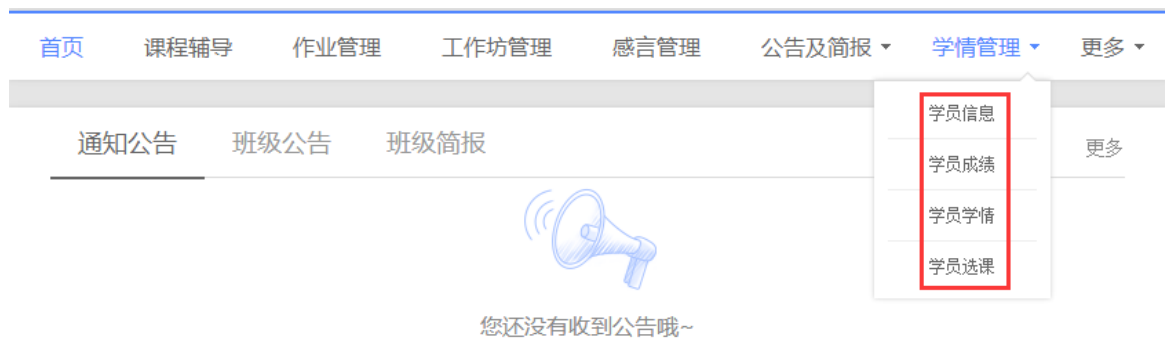 首页 课程辅导 作业管理 工作坊管理 感言管理 公告及简报 学情管理 更多
学员信息
通知公告 班级公告 班级简报 更多
学员成绩
学员学情
学员选课
您还没有收到公告哦~